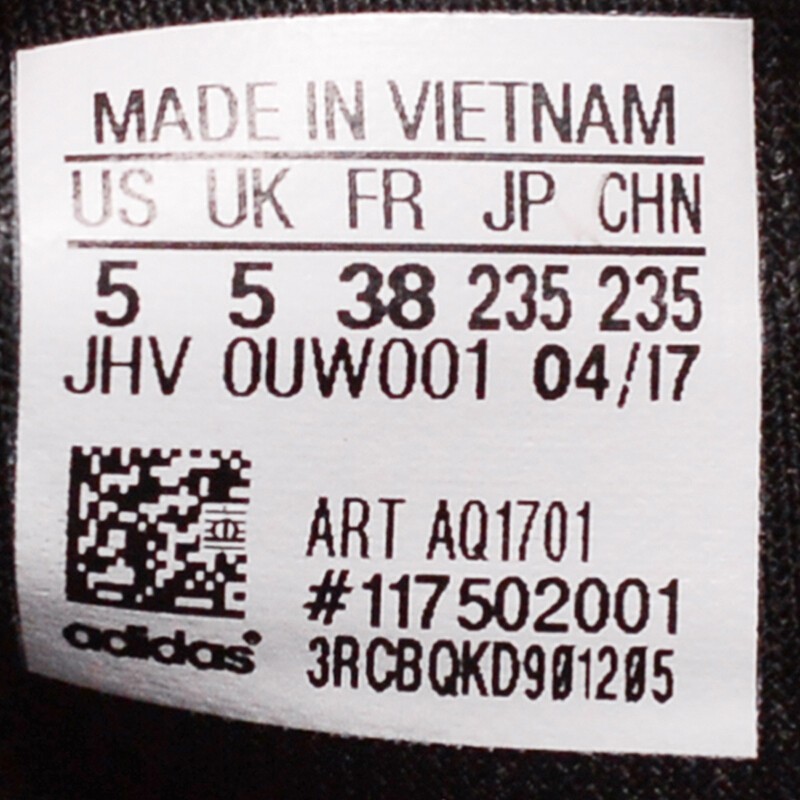 MADE IN VIETNAM
US UK FR JP CHN
5 5 38 235 235
JHV 0UW001 04/17
ART AQ1701
#117502001
adidas®
3RCBQKD901205